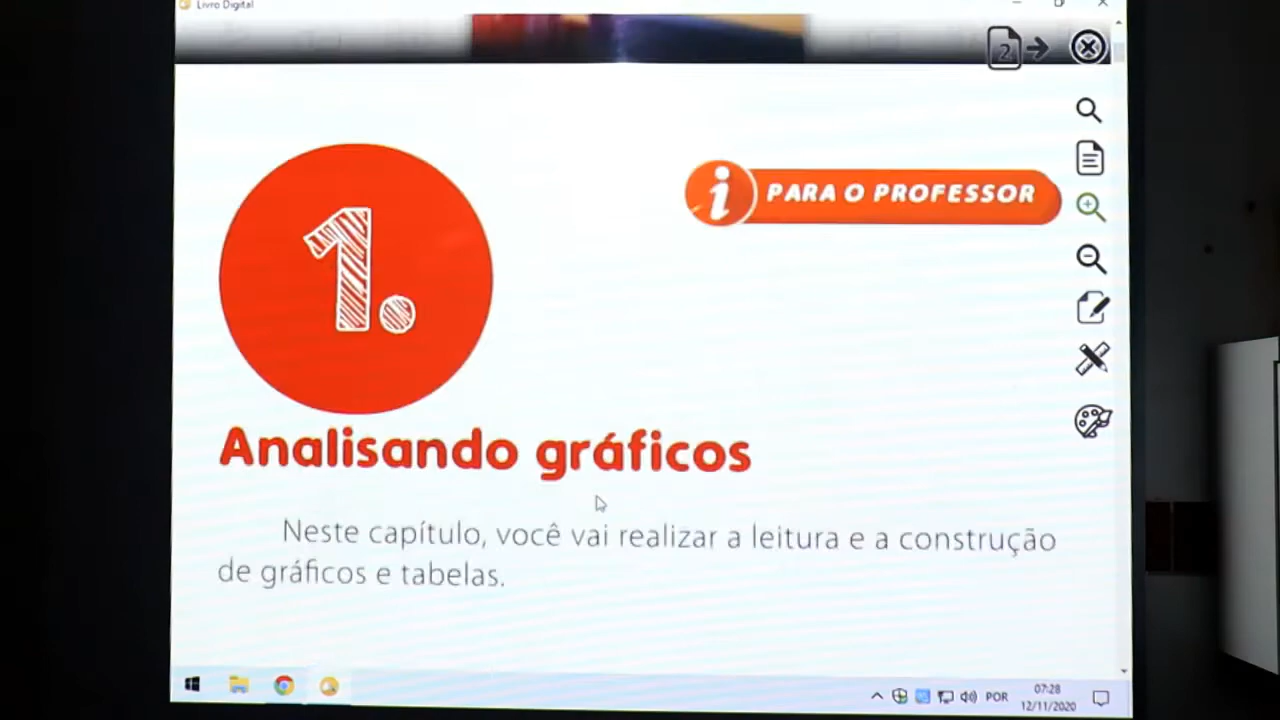 Livro Digital
2
PARA O PROFESSOR
1.
Analisando gráficos
Neste capítulo, você vai realizar a leitura e a construção
de gráficos e tabelas.
POR
07:28
12/11/2020